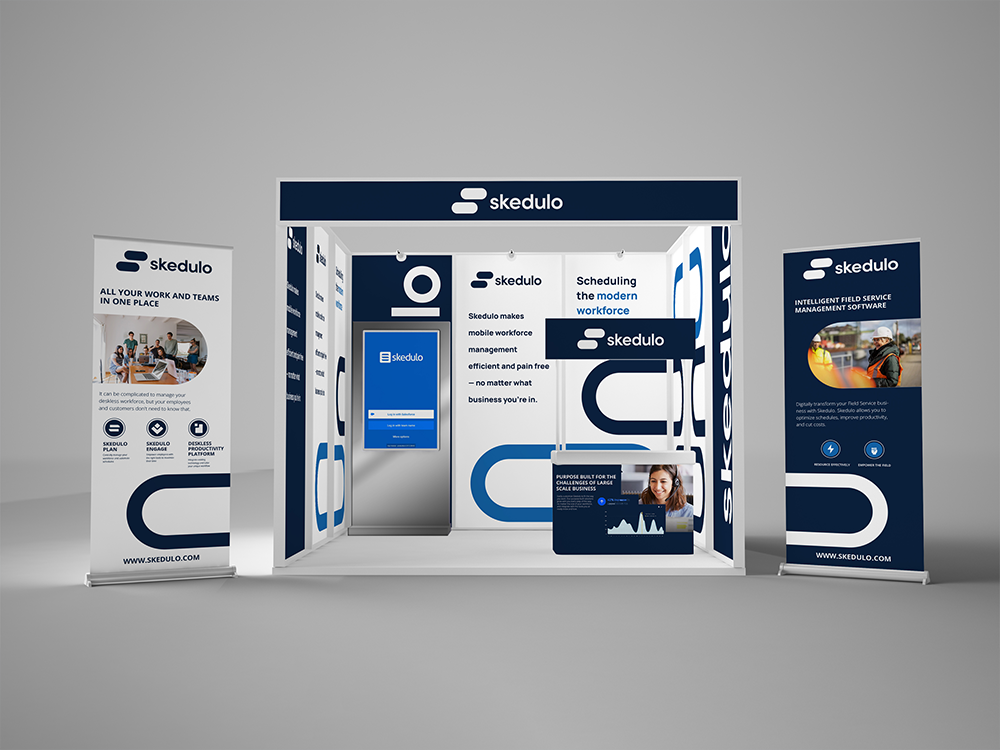 skedulo
skedulo
ALL YOUR WORK AND TEAMS
IN ONE PLACE
It can be complicated to manage your
deskless workforce, but your employees
and customers don't need to know that.
SKEDULO
PLAN
SKEDULO
ENGAGE
DESKLESS
PRODUCTIVITY
PLATFORM
WWW.SKEDULO.COM
skedulo
Log in with Salesforce
Log in with team name
More options
skedulo
Skedulo makes
mobile workforce
management
efficient and pain free
— no matter what
business you're in.
Scheduling
the modern
workforce
skedulo
PURPOSE BUILT FOR THE
CHALLENGES OF LARGE
SCALE BUSINESS
skedulo
skedulo
INTELLIGENT FIELD SERVICE
MANAGEMENT SOFTWARE
Digitally transform your Field Service busi-
ness with Skedulo. Skedulo allows you to
optimize schedules, improve productivity,
and cut costs.
RESOURCE EFFECTIVELY
EMPOWER THE FIELD
WWW.SKEDULO.COM